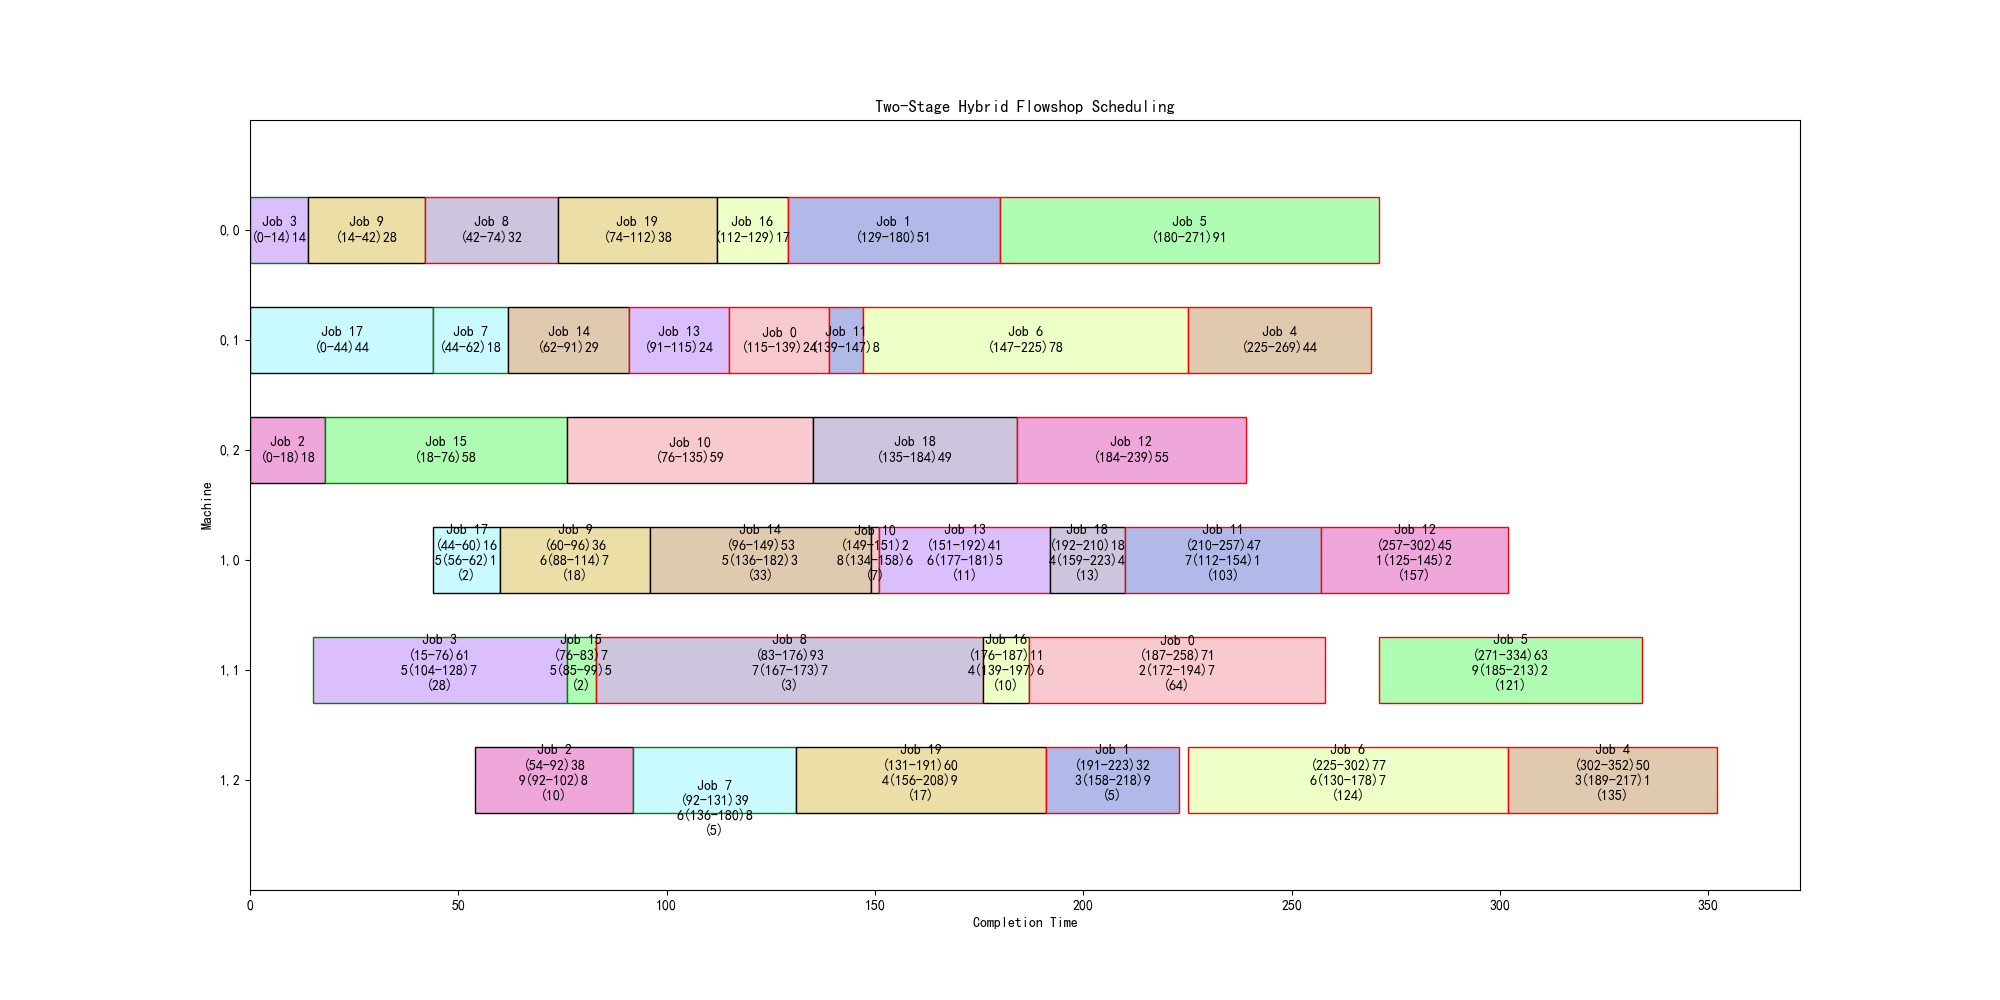 Two-Stage Hybrid Flowshop Scheduling
Machine
0,0
Job 3
(0-14)14
Job 9
(14-42)28
Job 8
(42-74)32
Job 19
(74-112)38
Job 16
(112-129)17
Job 1
(129-180)51
Job 5
(180-271)91
0,1
Job 17
(0-44)44
Job 7
(44-62)18
Job 14
(62-91)29
Job 13
(91-115)24
Job 0
(115-139)24
Job 11
(139-147)8
Job 6
(147-225)78
Job 4
(225-269)44
0,2
Job 2
(0-18)18
Job 15
(18-76)58
Job 10
(76-135)59
Job 18
(135-184)49
Job 12
(184-239)55
1,0
Job 17
(44-60)16
5(56-62)1
(2)
Job 9
(60-96)36
6(88-114)7
(18)
Job 14
(96-149)53
5(136-182)3
(33)
Job 10
(149-151)2
8(134-158)6
(7)
Job 13
(151-192)41
6(177-181)5
(11)
Job 18
(192-210)18
4(159-223)4
(13)
Job 11
(210-257)47
7(112-154)1
(103)
Job 12
(257-302)45
1(125-145)2
(157)
1,1
Job 3
(15-76)61
5(104-128)7
(28)
Job 15
(76-83)7
5(85-99)5
(2)
Job 8
(83-176)93
7(167-173)7
(3)
Job 16
(176-187)11
4(139-197)6
(10)
Job 0
(187-258)71
2(172-194)7
(64)
Job 5
(271-334)63
9(185-213)2
(121)
1,2
Job 2
(54-92)38
9(92-102)8
(10)
Job 7
(92-131)39
6(136-180)8
(5)
Job 19
(131-191)60
4(156-208)9
(17)
Job 1
(191-223)32
3(158-218)9
(5)
Job 6
(225-302)77
6(130-178)7
(124)
Job 4
(302-352)50
3(189-217)1
(135)
0
50
100
150
200
250
300
350
Completion Time